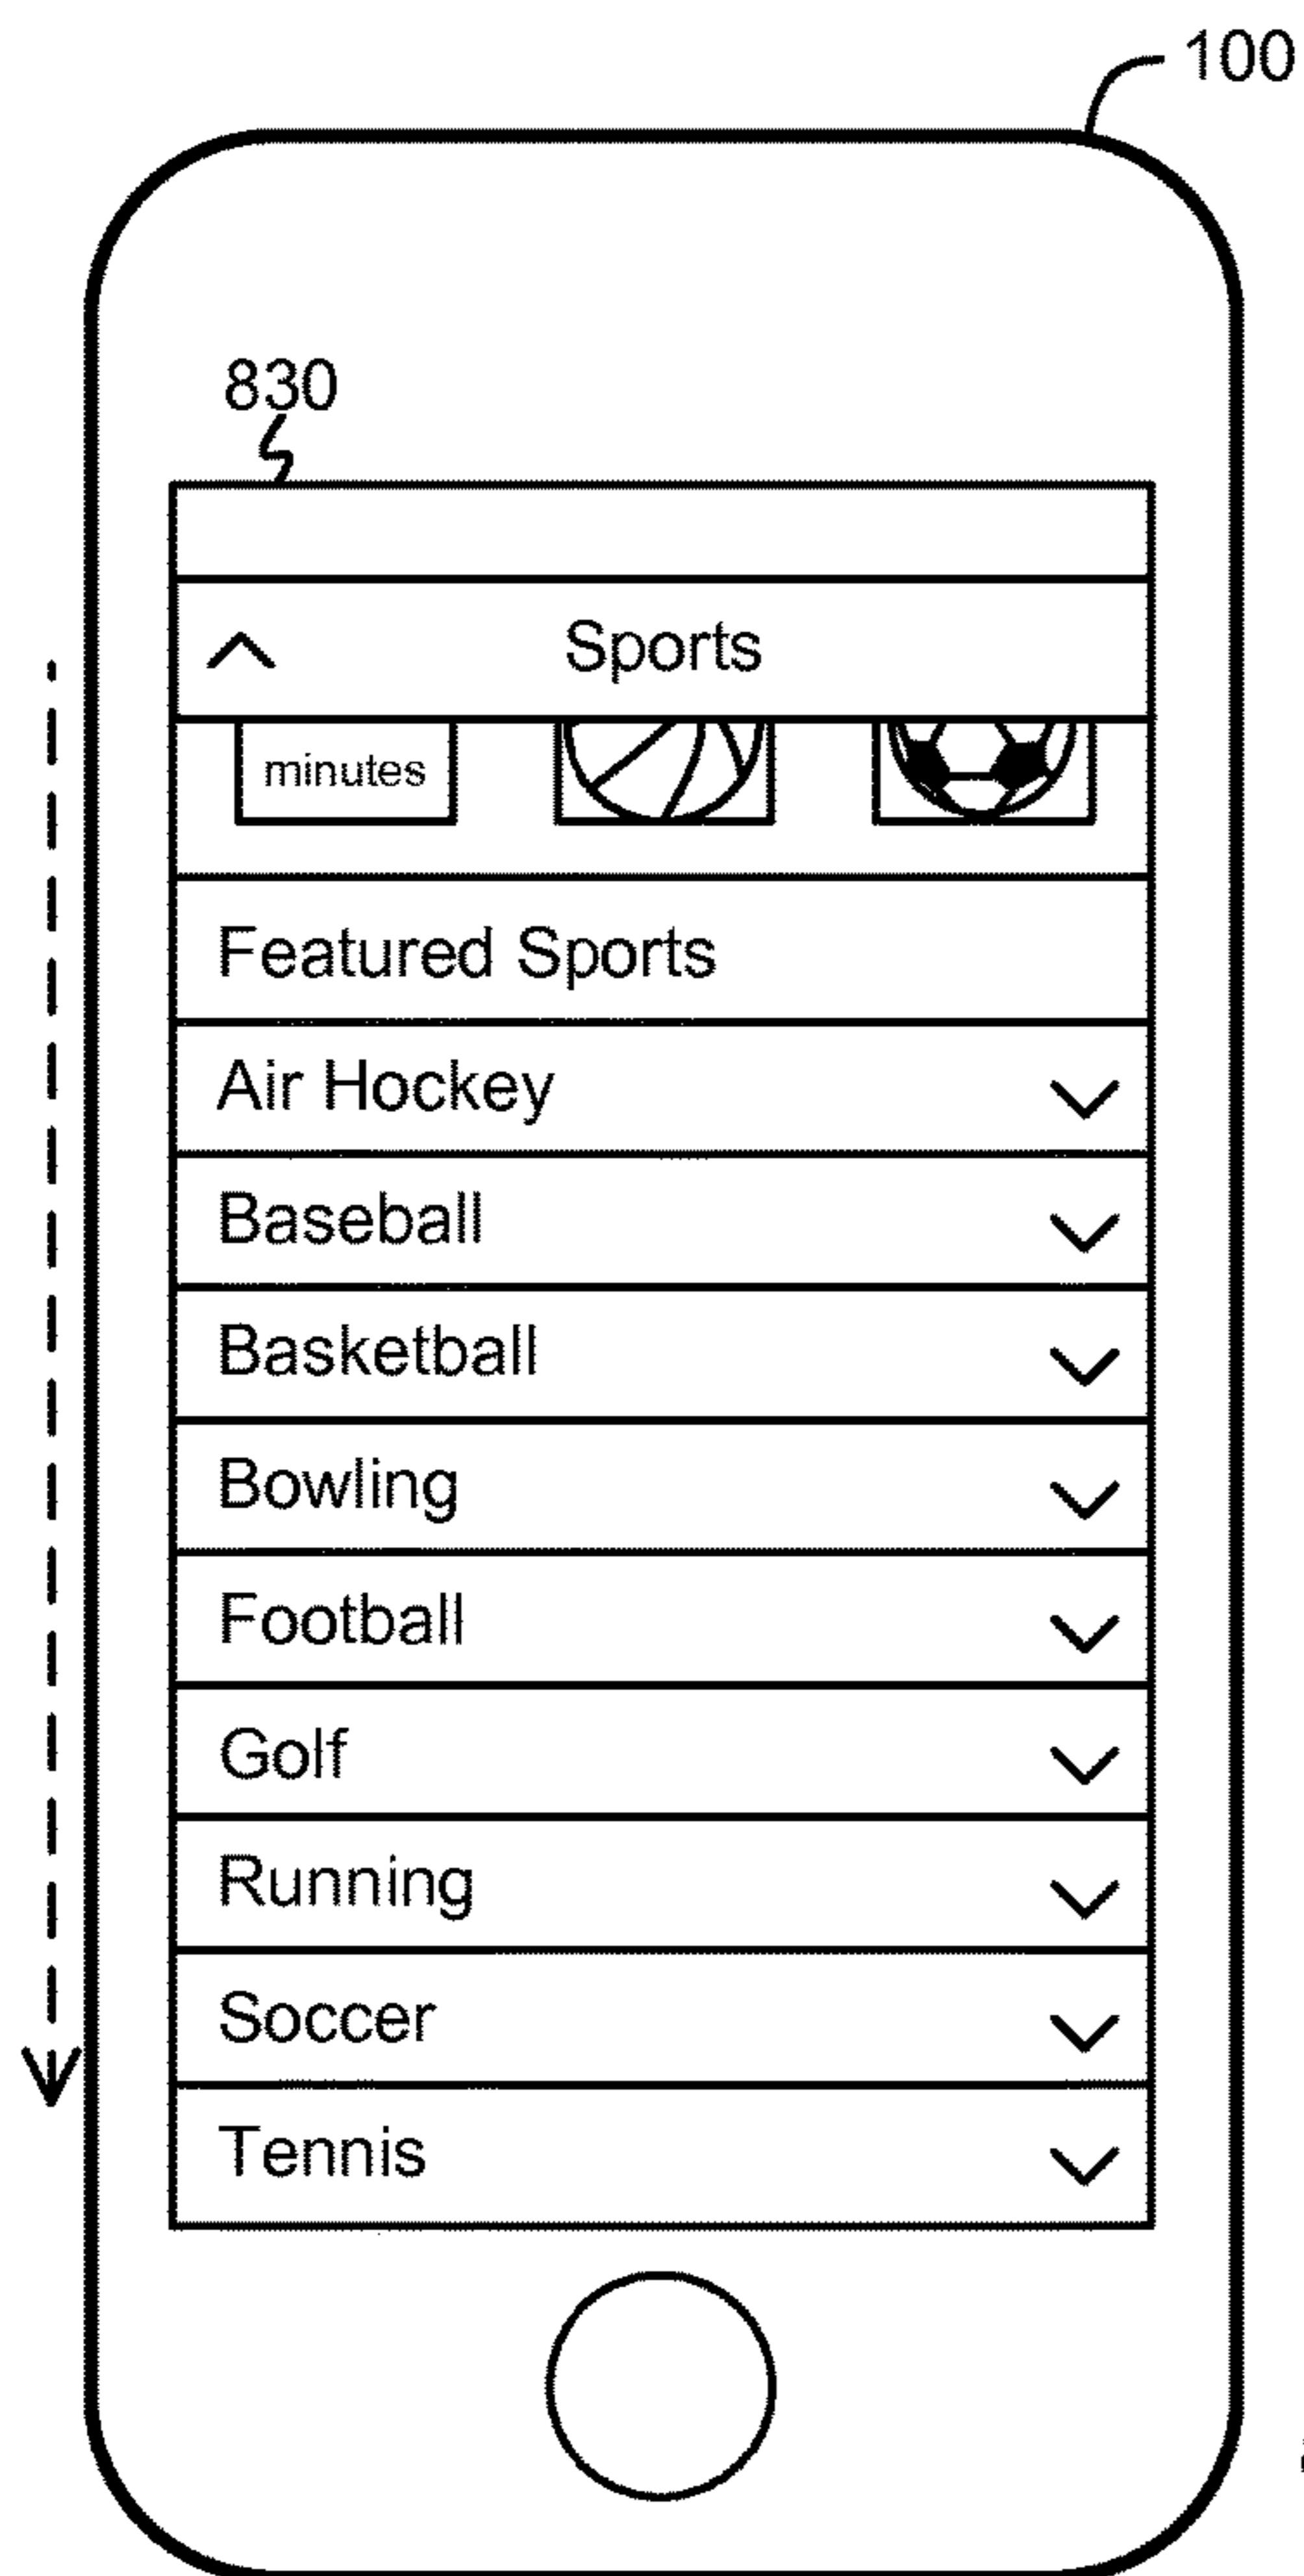 100
830
Sports
minutes
Featured Sports
Air Hockey
Baseball
Basketball
Bowling
Football
Golf
Running
Soccer
Tennis